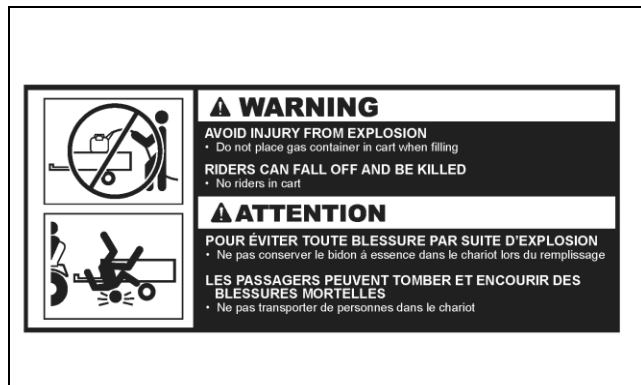 WARNING
AVOID INJURY FROM EXPLOSION
• Do not place gas container in cart when filling
RIDERS CAN FALL OFF AND BE KILLED
• No riders in cart
ATTENTION
POUR ÉVITER TOUTE BLESSURE PAR SUITE D'EXPLOSION
• Ne pas conserver le bidon á essence dans le chariot lors du remplissage
LES PASSAGERS PEUVENT TOMBER ET ENCOURIR DES
BLESSURES MORTELLES
• Ne pas transporter de personnes dans le chariot